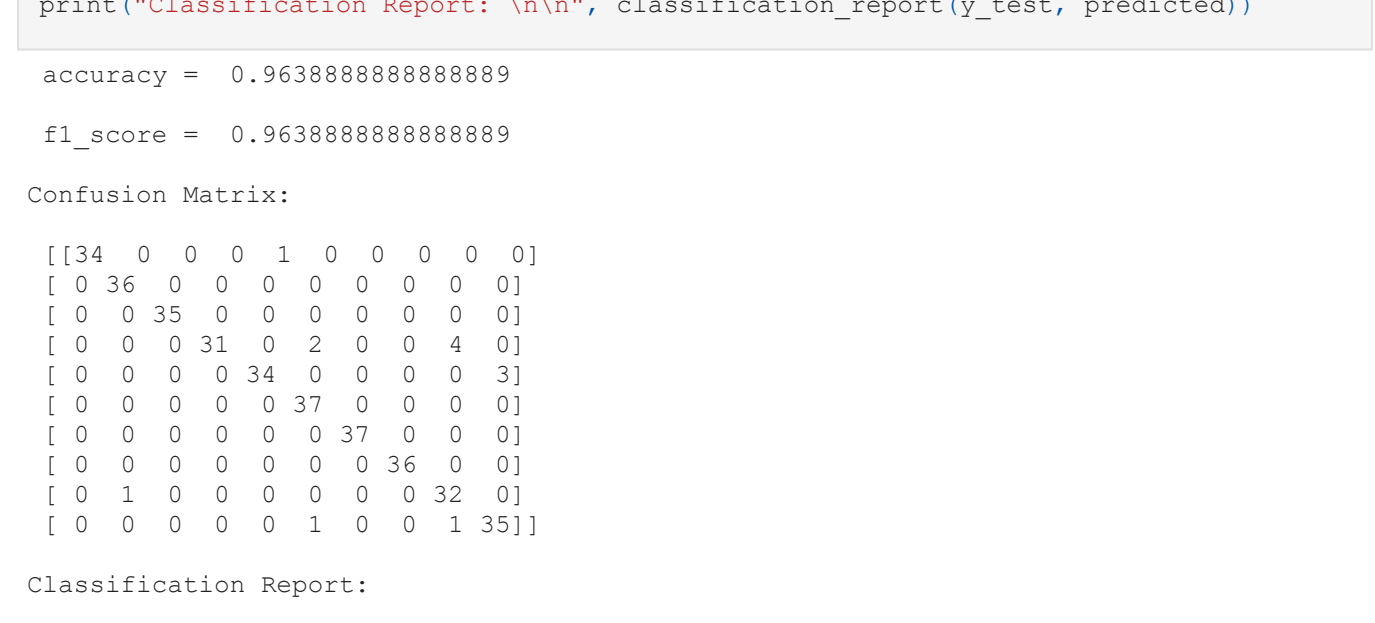 print("Classification Report: \n\n", classification_report(y_test, predicted))
accuracy =  0.9638888888888889
f1_score =  0.9638888888888889
Confusion Matrix:
[[34  0  0  0  1  0  0  0  0  0]
[ 0 36  0  0  0  0  0  0  0  0]
[ 0  0 35  0  0  0  0  0  0  0]
[ 0  0  0 31  0  2  0  0  4  0]
[ 0  0  0  0 34  0  0  0  0  3]
[ 0  0  0  0  0 37  0  0  0  0]
[ 0  0  0  0  0  0 37  0  0  0]
[ 0  0  0  0  0  0  0 36  0  0]
[ 0  1  0  0  0  0  0  0 32  0]
[ 0  0  0  0  0  1  0  0  1 35]]
Classification Report: